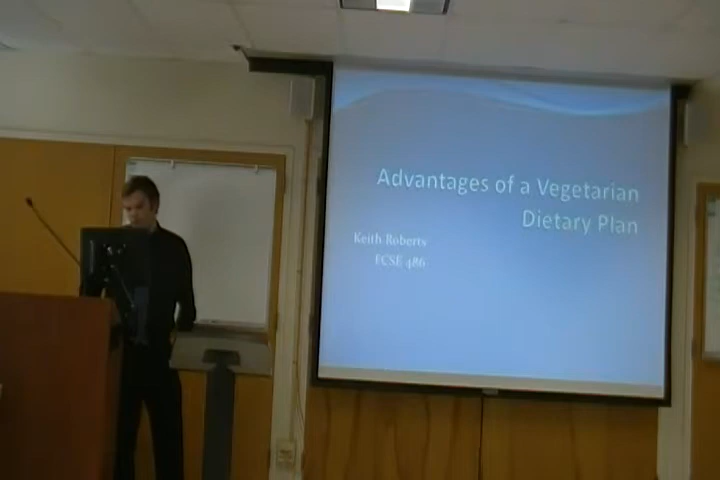 Advantages of a Vegetarian
Dietary Plan
Keith Roberts
FCSE 486